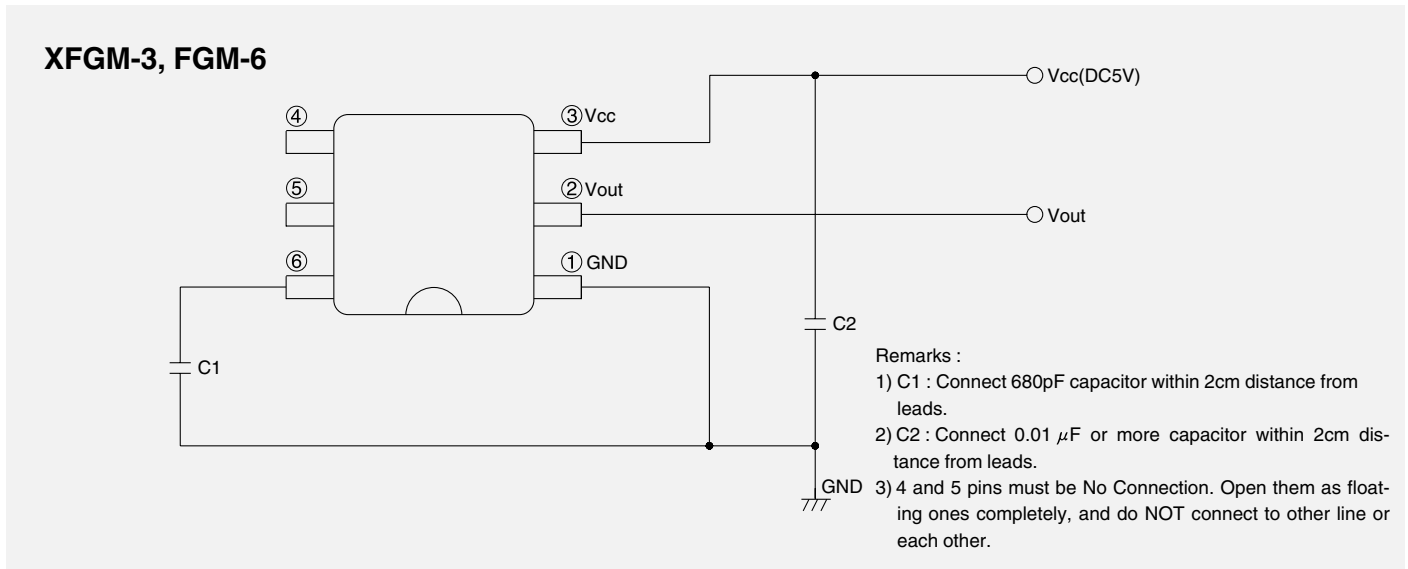 XFGM-3, FGM-6
Vcc(DC5V)
④
③Vcc
⑤
②Vout
Vout
⑥
① GND
C2
C1
Remarks :
1) C1 : Connect 680pF capacitor within 2cm distance from
leads.
2) C2 : Connect 0.01 μF or more capacitor within 2cm dis-
tance from leads.
GND
3) 4 and 5 pins must be No Connection. Open them as float-
ing ones completely, and do NOT connect to other line or
each other.